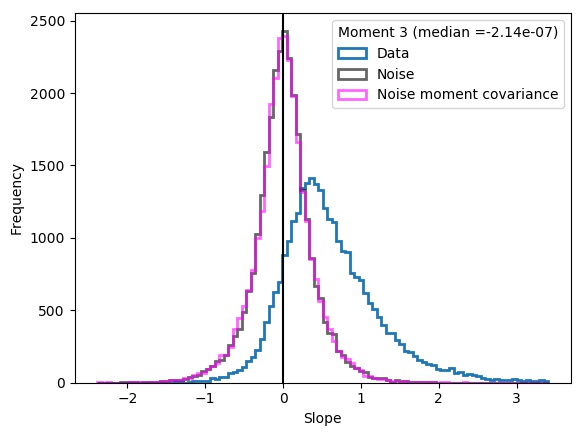 Moment 3 (median =-2.14e-07)
Data
Noise
Noise moment covariance
2500
2000
1500
1000
500
0
Frequency
−2
−1
0
1
2
3
Slope